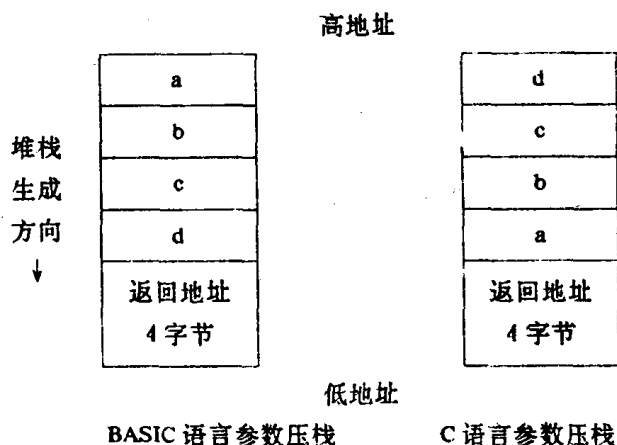 高地址
a
b
c
d
返回地址
4 字节
堆栈
生成
方向
↓
d
c
b
a
返回地址
4 字节
低地址
BASIC 语言参数压栈
C 语言参数压栈